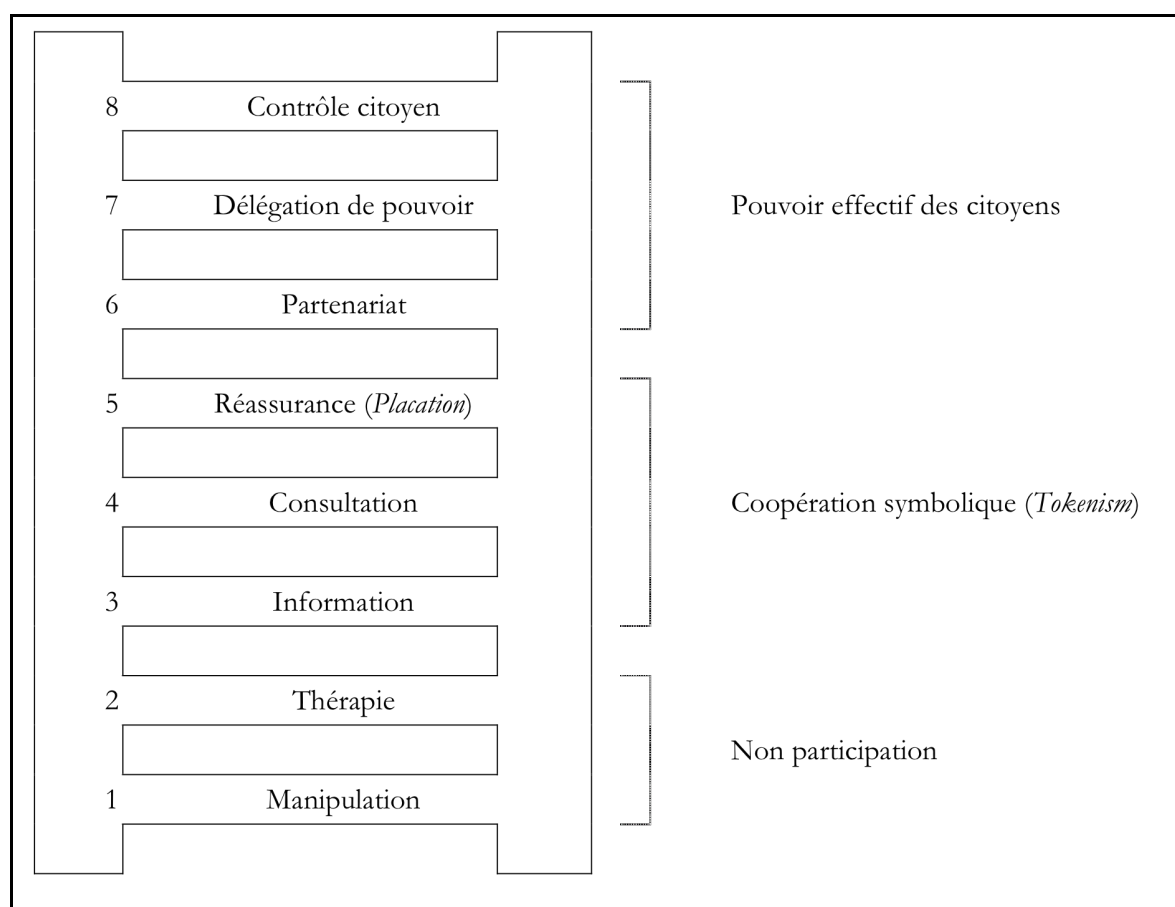 8 Contrôle citoyen
7 Délégation de pouvoir Pouvoir effectif des citoyens
6 Partenariat
5 Réassurance (Placation)
4 Consultation Coopération symbolique (Tokenism)
3 Information
2 Thérapie
Non participation
1 Manipulation